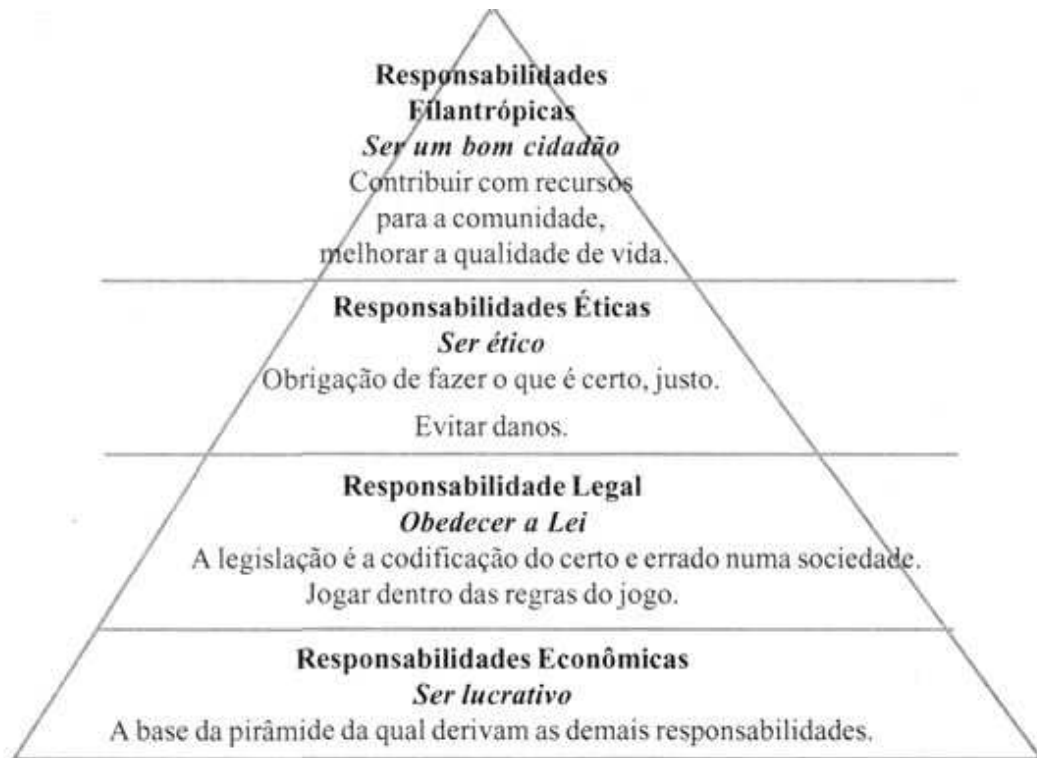 Responsabilidades
Filantrópicas
Ser um bom cidadão
Contribuir com recursos
para a comunidade,
melhorar a qualidade de vida.
Responsabilidades Éticas
Ser ético
Obrigação de fazer o que é certo, justo.
Evitar danos.
Responsabilidade Legal
Obedecer a Lei
A legislação é a codificação do certo e errado numa sociedade.
Jogar dentro das regras do jogo.
Responsabilidades Econômicas
Ser lucrativo
A base da pirâmide da qual derivam as demais responsabilidades.